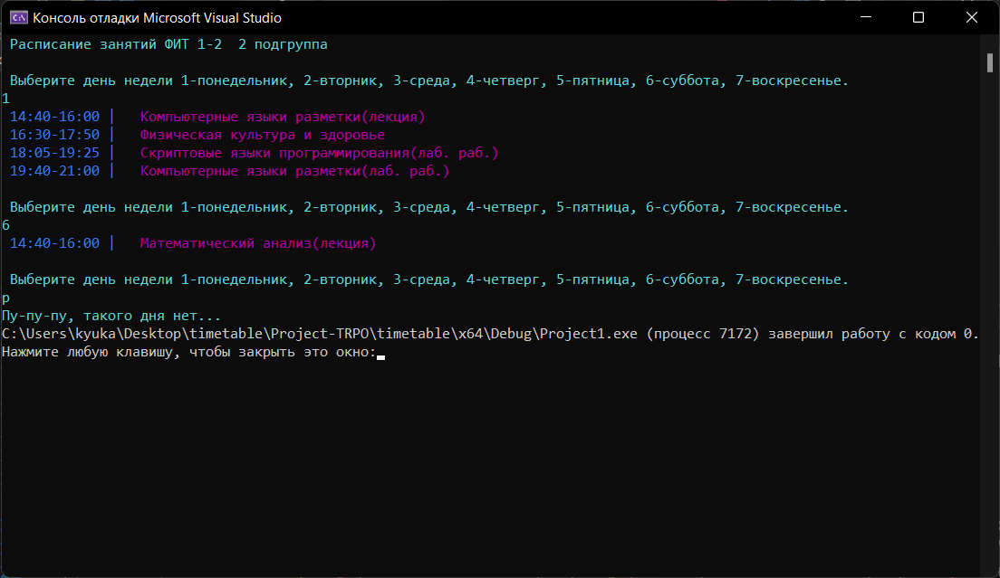 Консоль отладки Microsoft Visual Studio
Расписание занятий ФИТ 1-2  2 подгруппа
Выберите день недели 1-понедельник, 2-вторник, 3-среда, 4-четверг, 5-пятница, 6-суббота, 7-воскресенье.
1
14:40-16:00 |   Компьютерные языки разметки(лекция)
16:30-17:50 |   Физическая культура и здоровье
18:05-19:25 |   Скриптовые языки программирования(лаб. раб.)
19:40-21:00 |   Компьютерные языки разметки(лаб. раб.)
Выберите день недели 1-понедельник, 2-вторник, 3-среда, 4-четверг, 5-пятница, 6-суббота, 7-воскресенье.
6
14:40-16:00 |   Математический анализ(лекция)
Выберите день недели 1-понедельник, 2-вторник, 3-среда, 4-четверг, 5-пятница, 6-суббота, 7-воскресенье.
р
Пу-пу-пу, такого дня нет...
C:\Users\kyuka\Desktop\timetable\Project-TRPO\timetable\x64\Debug\Project1.exe (процесс 7172) завершил работу с кодом 0.
Нажмите любую клавишу, чтобы закрыть это окно: